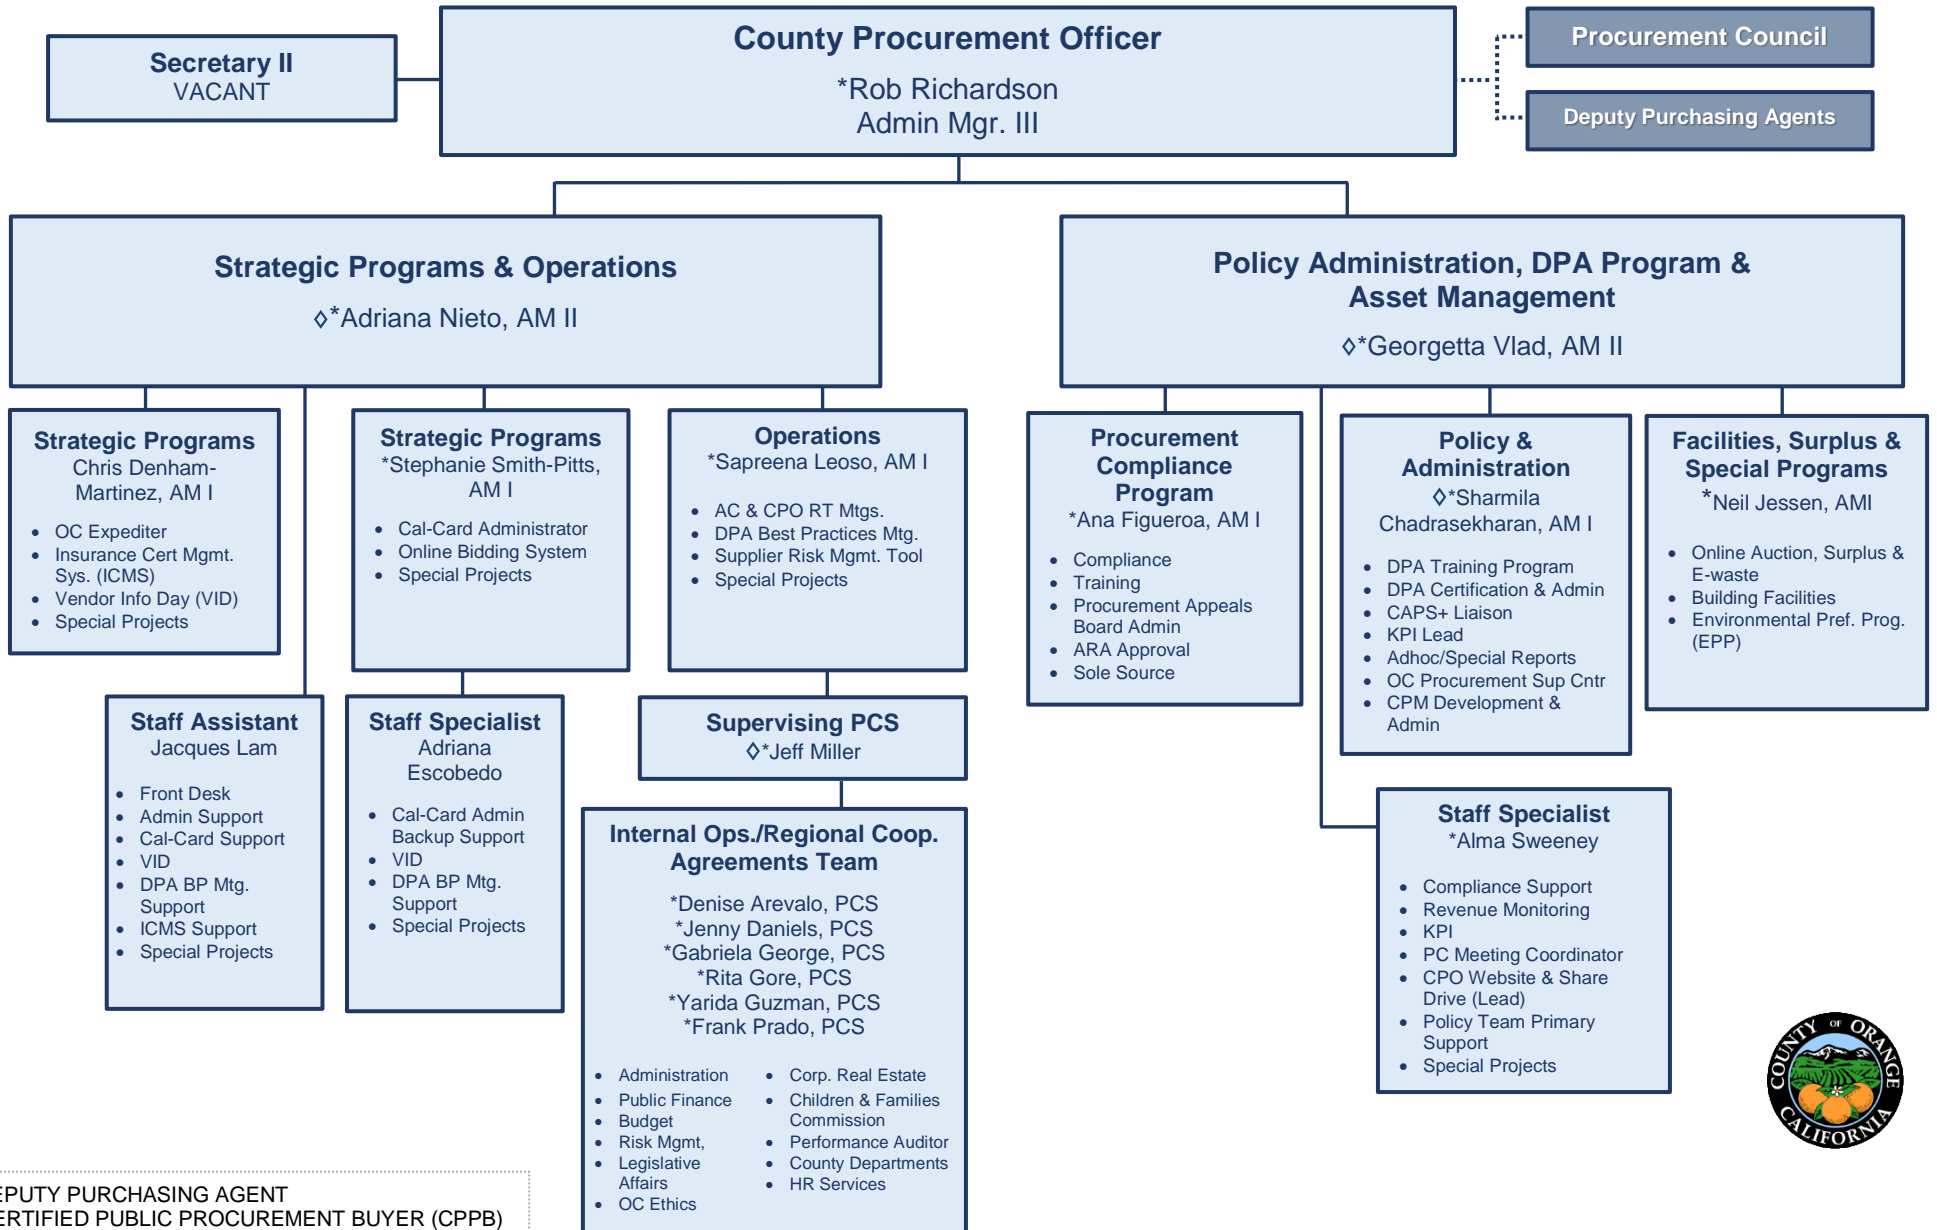 County Procurement Officer
*Rob Richardson
Admin Mgr. III
Secretary II
VACANT
Procurement Council
Deputy Purchasing Agents
Strategic Programs & Operations
◊*Adriana Nieto, AM II
Policy Administration, DPA Program &
Asset Management
◊*Georgetta Vlad, AM II
Strategic Programs
Chris Denham-
Martinez, AM I
• OC Expediter
• Insurance Cert Mgmt.
Sys. (ICMS)
• Vendor Info Day (VID)
• Special Projects
Strategic Programs
*Stephanie Smith-Pitts,
AM I
• Cal-Card Administrator
• Online Bidding System
• Special Projects
Operations
*Sapreena Leoso, AM I
• AC & CPO RT Mtgs.
• DPA Best Practices Mtg.
• Supplier Risk Mgmt. Tool
• Special Projects
Procurement
Compliance
Program
*Ana Figueroa, AM I
• Compliance
• Training
• Procurement Appeals
Board Admin
• ARA Approval
• Sole Source
Policy &
Administration
◊*Sharmila
Chadrasekharan, AM I
• DPA Training Program
• DPA Certification & Admin
• CAPS+ Liaison
• KPI Lead
• Adhoc/Special Reports
• OC Procurement Sup Cntr
• CPM Development &
Admin
Facilities, Surplus &
Special Programs
*Neil Jessen, AMI
• Online Auction, Surplus &
E-waste
• Building Facilities
• Environmental Pref. Prog.
(EPP)
Staff Assistant
Jacques Lam
• Front Desk
• Admin Support
• Cal-Card Support
• VID
• DPA BP Mtg.
Support
• ICMS Support
• Special Projects
Staff Specialist
Adriana
Escobedo
• Cal-Card Admin
Backup Support
• VID
• DPA BP Mtg.
Support
• Special Projects
Supervising PCS
◊*Jeff Miller
Internal Ops./Regional Coop.
Agreements Team
*Denise Arevalo, PCS
*Jenny Daniels, PCS
*Gabriela George, PCS
*Rita Gore, PCS
*Yarida Guzman, PCS
*Frank Prado, PCS
• Administration
• Public Finance
• Budget
• Risk Mgmt,
• Legislative
Affairs
• OC Ethics
• Corp. Real Estate
• Children & Families
Commission
• Performance Auditor
• County Departments
• HR Services
Staff Specialist
*Alma Sweeney
• Compliance Support
• Revenue Monitoring
• KPI
• PC Meeting Coordinator
• CPO Website & Share
Drive (Lead)
• Policy Team Primary
Support
• Special Projects
COUNTY OF ORANGE
CALIFORNIA
EPUTY PURCHASING AGENT
ERTIFIED PUBLIC PROCUREMENT BUYER (CPPB)